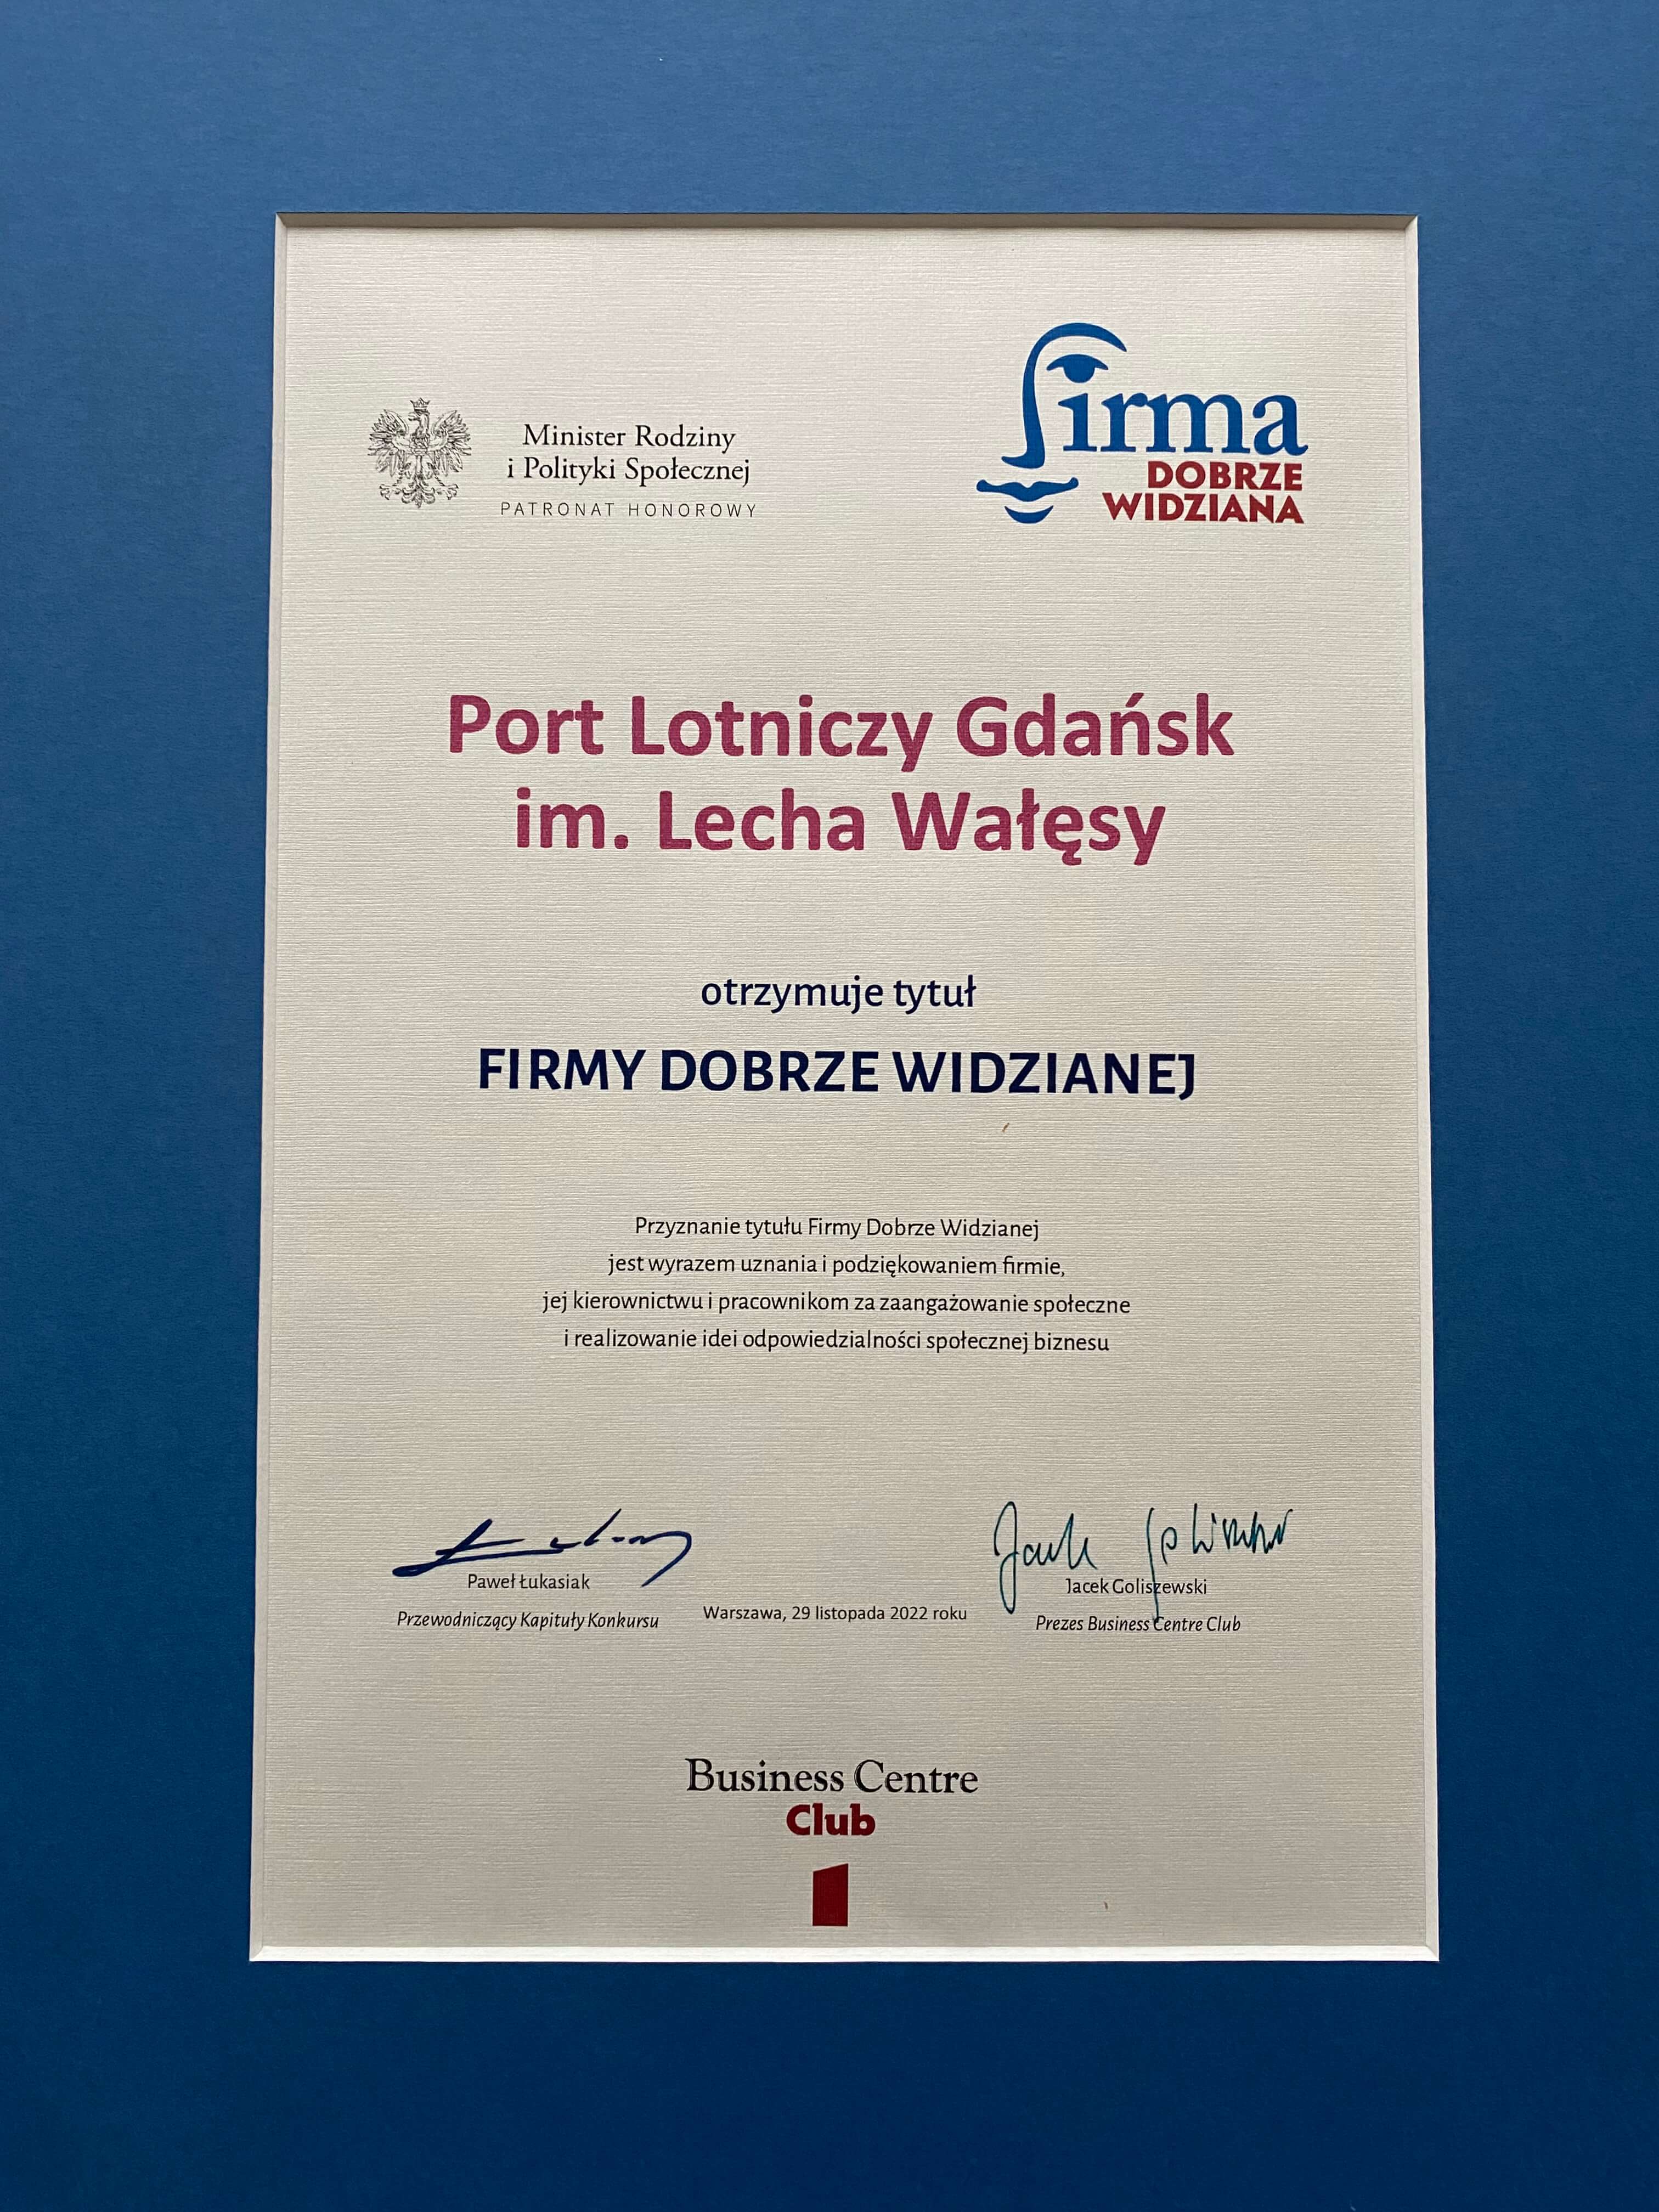 Minister Rodziny
i Polityki Społecznej
PATRONAT HONOROWY
firma
DOBRZE
WIDZIANA
Port Lotniczy Gdańsk
im. Lecha Wałęsy
otrzymuje tytuł
FIRMY DOBRZE WIDZIANEJ
Przyznanie tytułu Firmy Dobrze Widzianej
jest wyrazem uznania i podziękowaniem firmie,
jej kierownictwu i pracownikom za zaangażowanie społeczne
i realizowanie idei odpowiedzialności społecznej biznesu
Paweł Łukasiak
Przewodniczący Kapituły Konkursu
Warszawa, 29 listopada 2022 roku
Jacek Goliszewski
Prezes Business Centre Club
Business Centre
Club